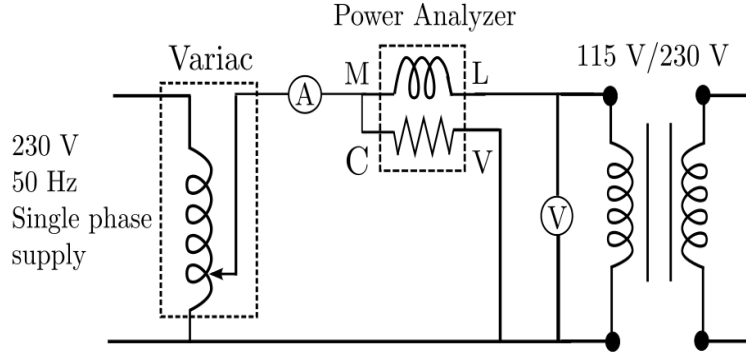 Power Analyzer
Variac
115 V/230 V
M
L
A
C
V
230 V
50 Hz
Single phase
supply
V